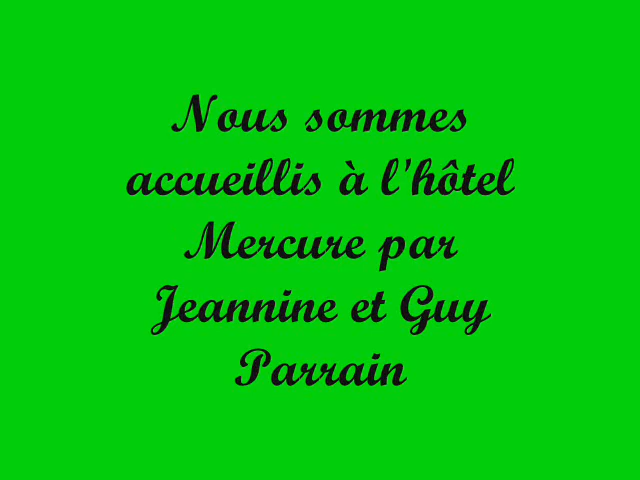 Nous sommes
accueillis à l'hôtel
Mercure par
Jeannine et Guy
Parrain